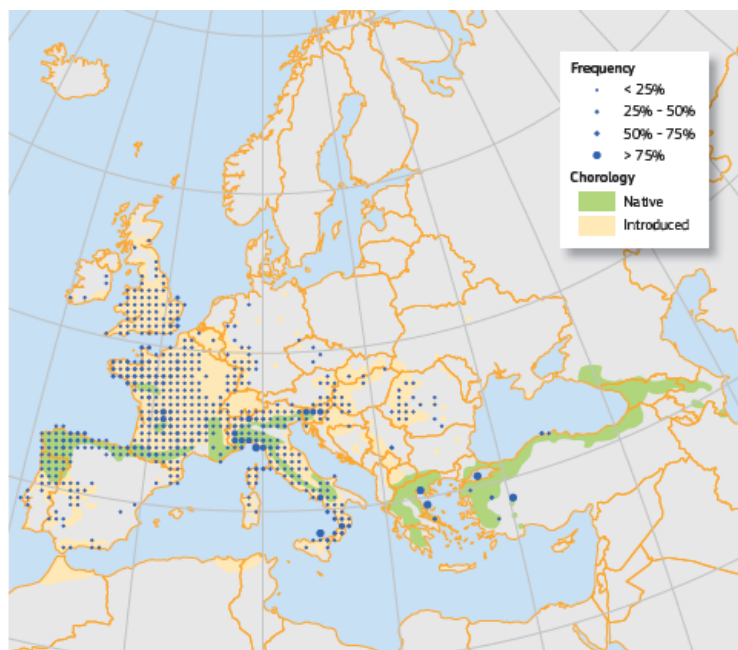 Frequency
< 25%
25% - 50%
50% - 75%
> 75%
Chorology
Native
Introduced